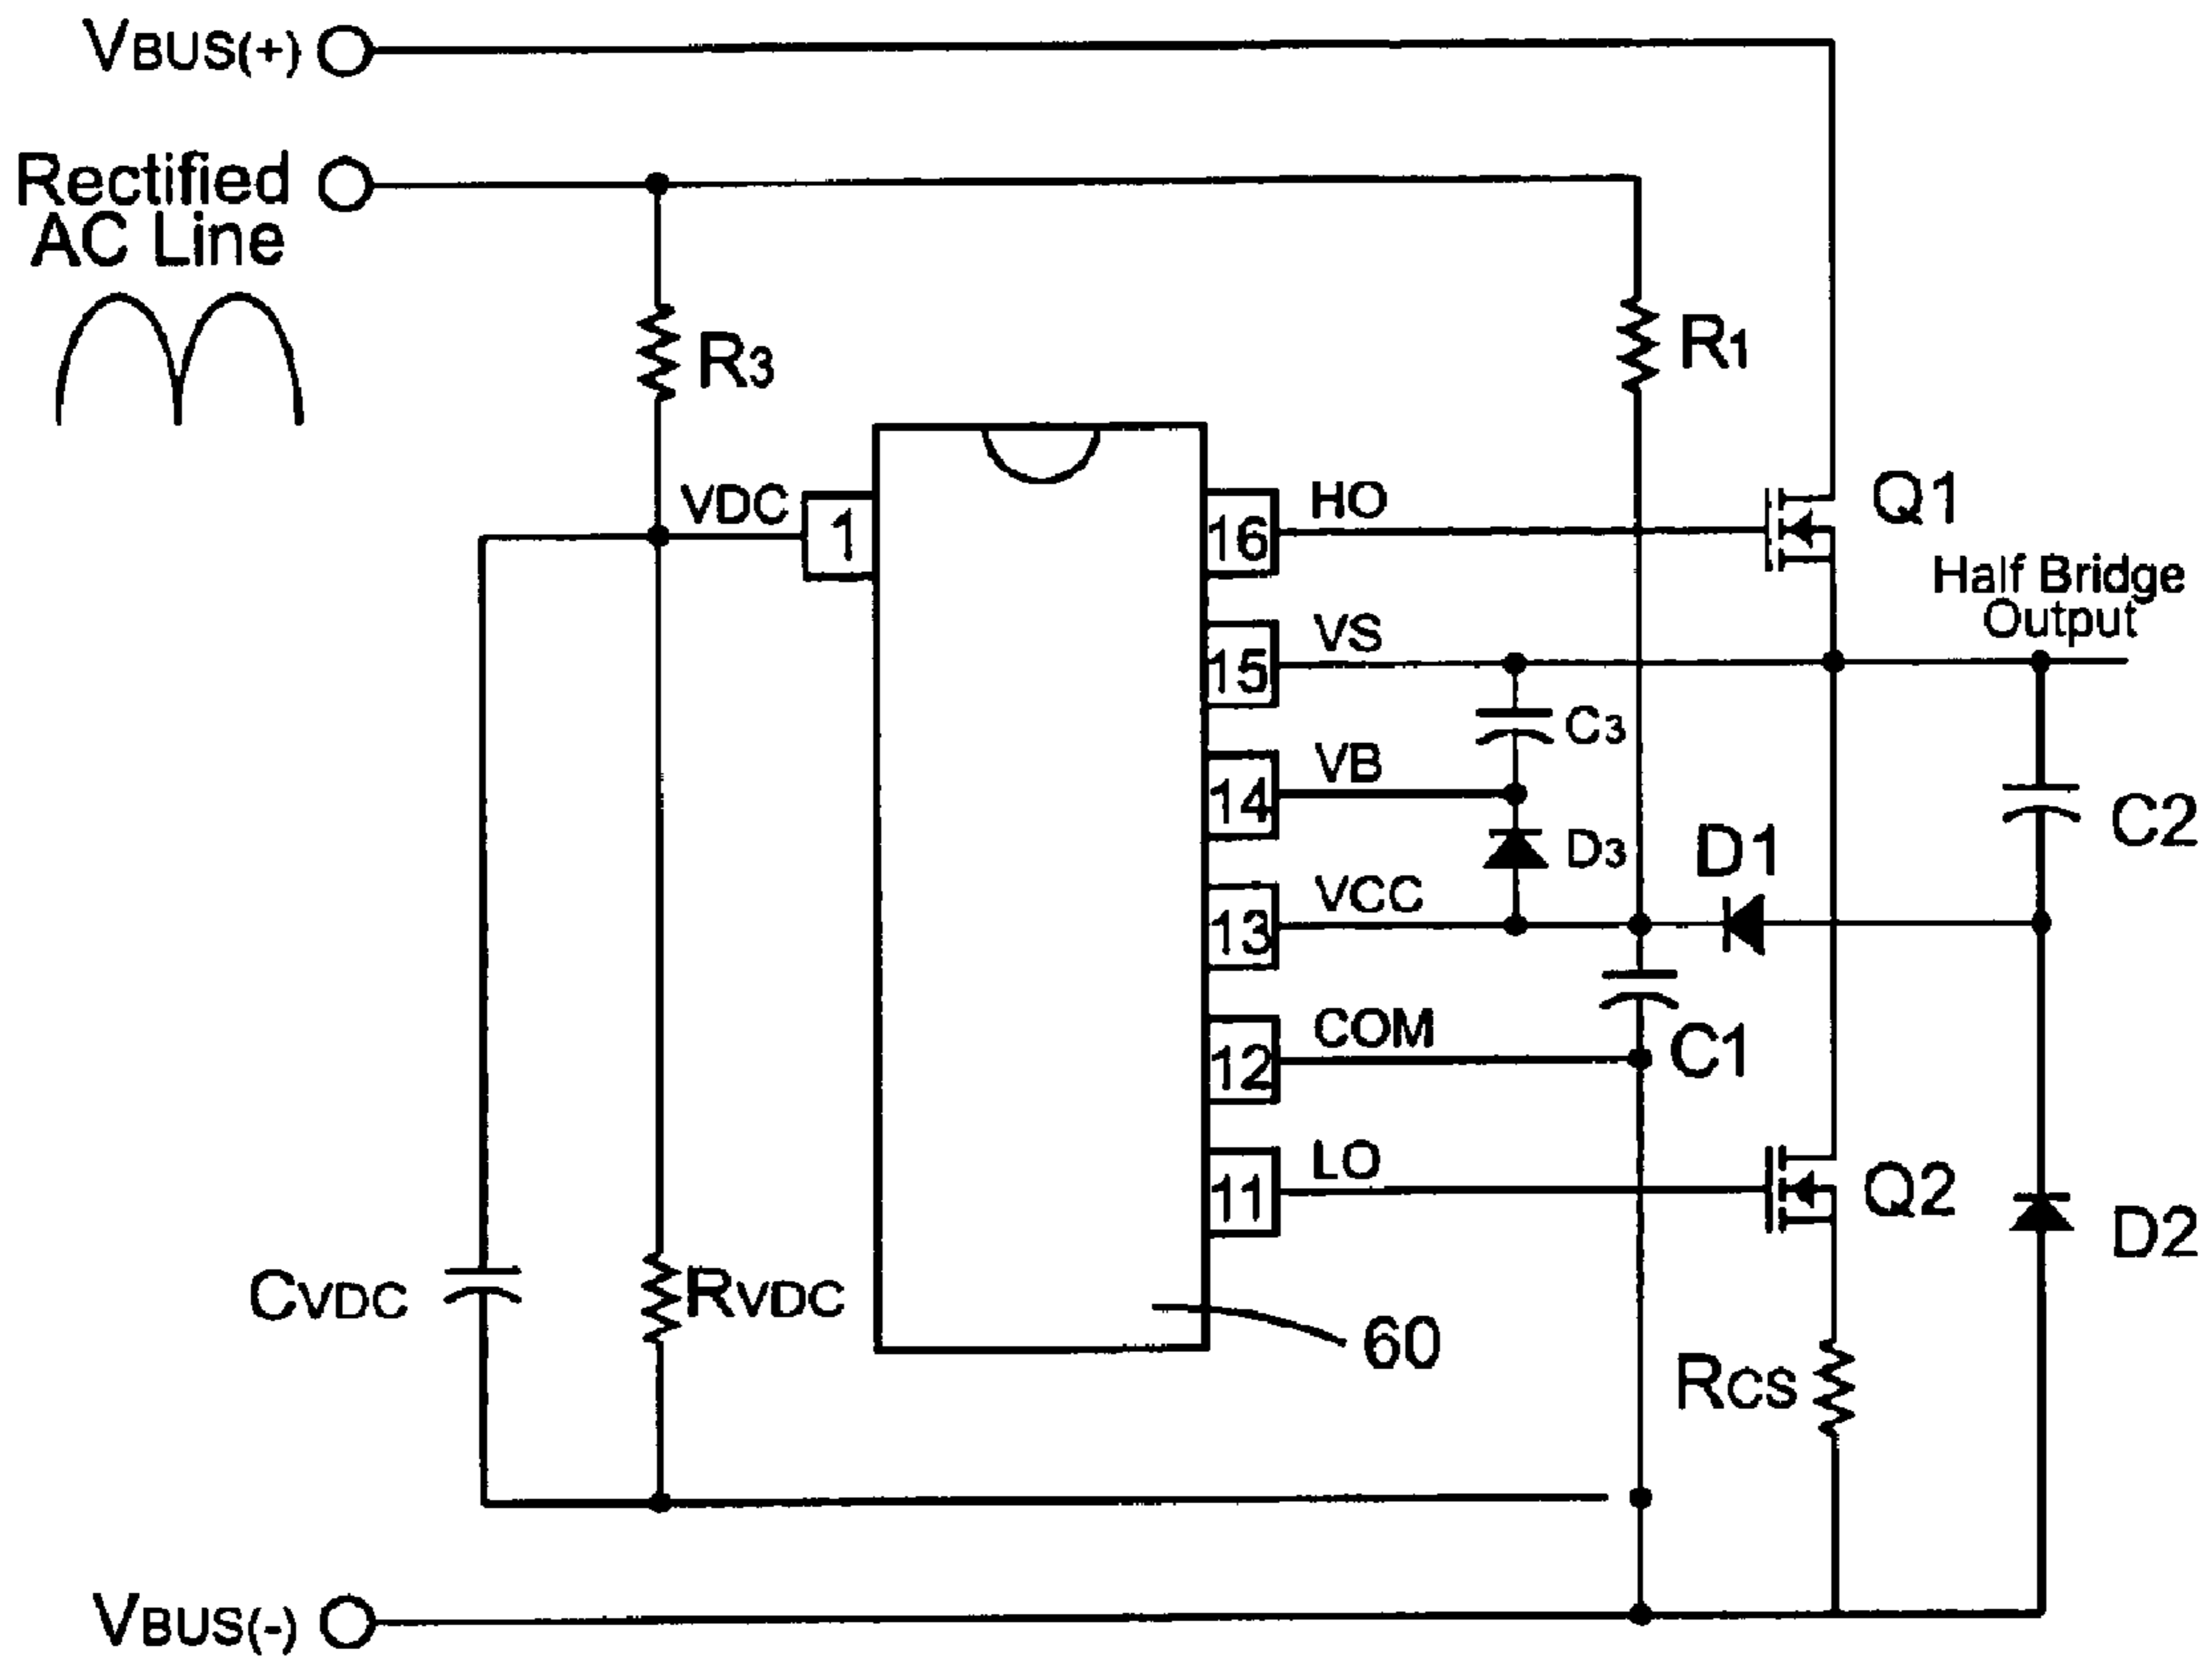 VBUS(+)
Rectified
AC Line
R3
R1
VDC
1
16
HO
Q1
Half Bridge
Output
15
VS
C3
14
VB
D3
D1
C2
13
VCC
12
COM
C1
11
LO
Q2
D2
CVDC
RVDC
60
RCS
VBUS(-)